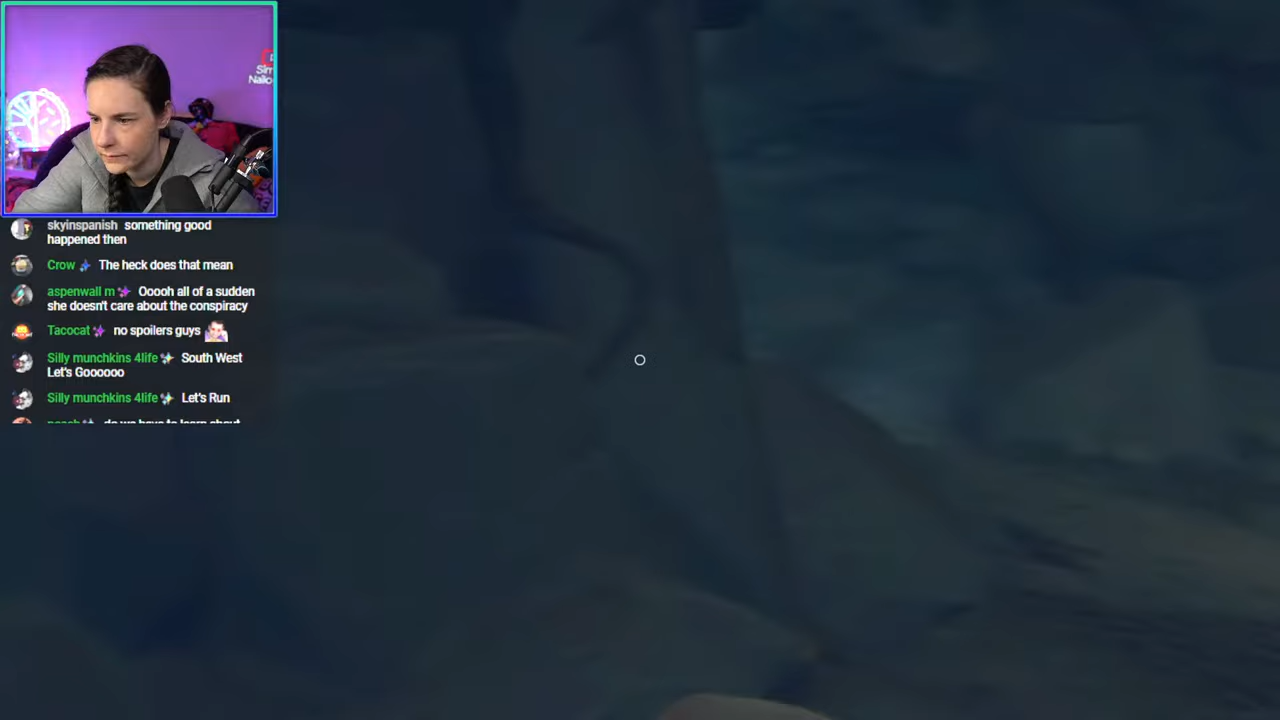 Sim
Nailo
skyinspanish something good
happened then
Crow The heck does that mean
aspenwall m Ooooh all of a sudden
she doesn't care about the conspiracy
Tacocat no spoilers guys
Silly munchkins 4life South West
Let's Goooooo
Silly munchkins 4life Let's Run